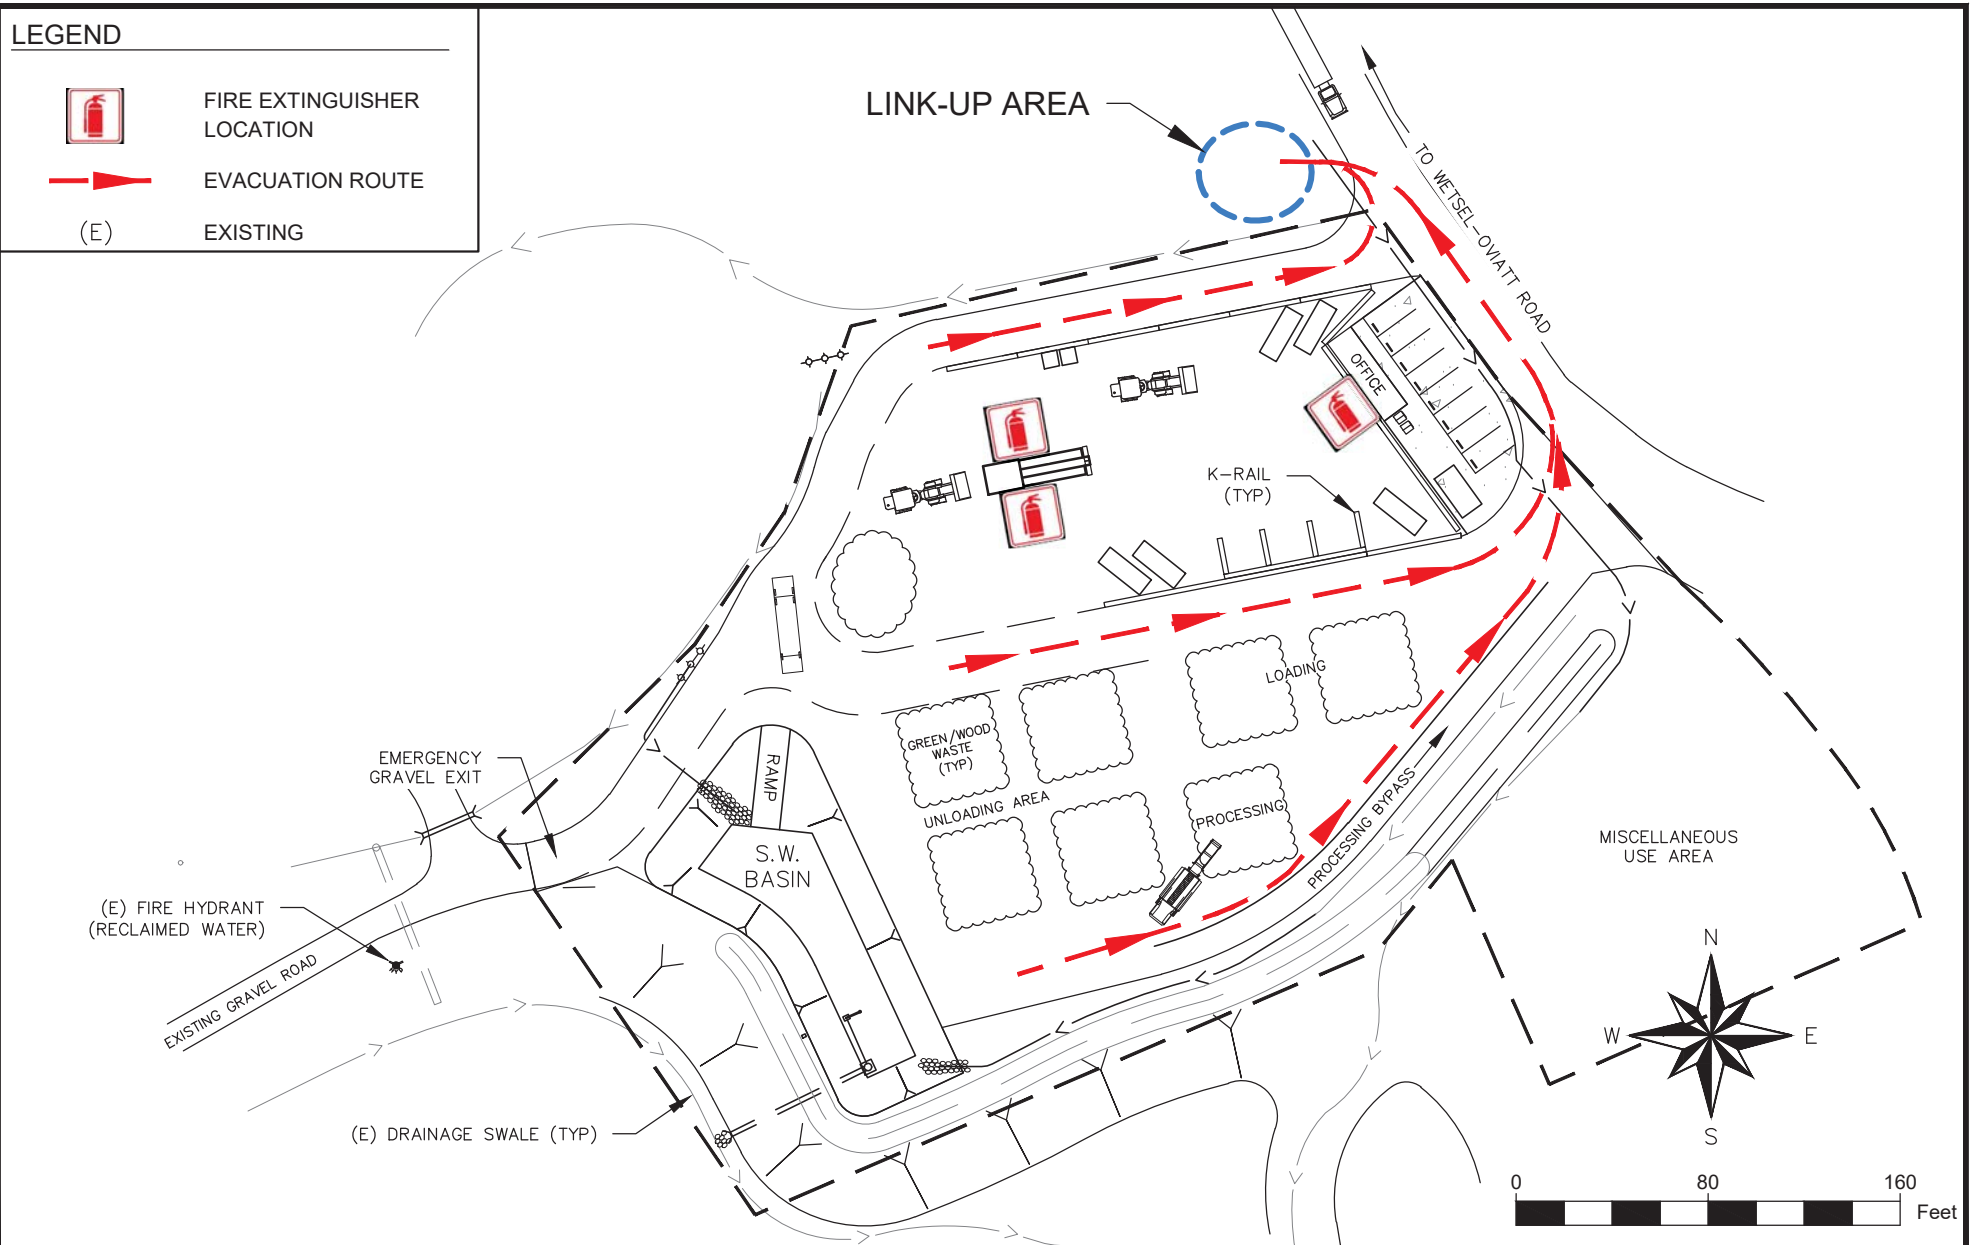 LEGEND
FIRE EXTINGUISHER
LOCATION
EVACUATION ROUTE
(E)
EXISTING
LINK-UP AREA
TO WETSEL-OVIATT ROAD
OFFICE
K-RAIL
(TYP)
LOADING
GREEN/WOOD
WASTE
(TYP)
UNLOADING AREA
PROCESSING
PROCESSING BYPASS
EMERGENCY
GRAVEL EXIT
RAMP
S.W.
BASIN
MISCELLANEOUS
USE AREA
(E) FIRE HYDRANT
(RECLAIMED WATER)
EXISTING GRAVEL ROAD
(E) DRAINAGE SWALE (TYP)
N
W
E
S
0
80
160
Feet